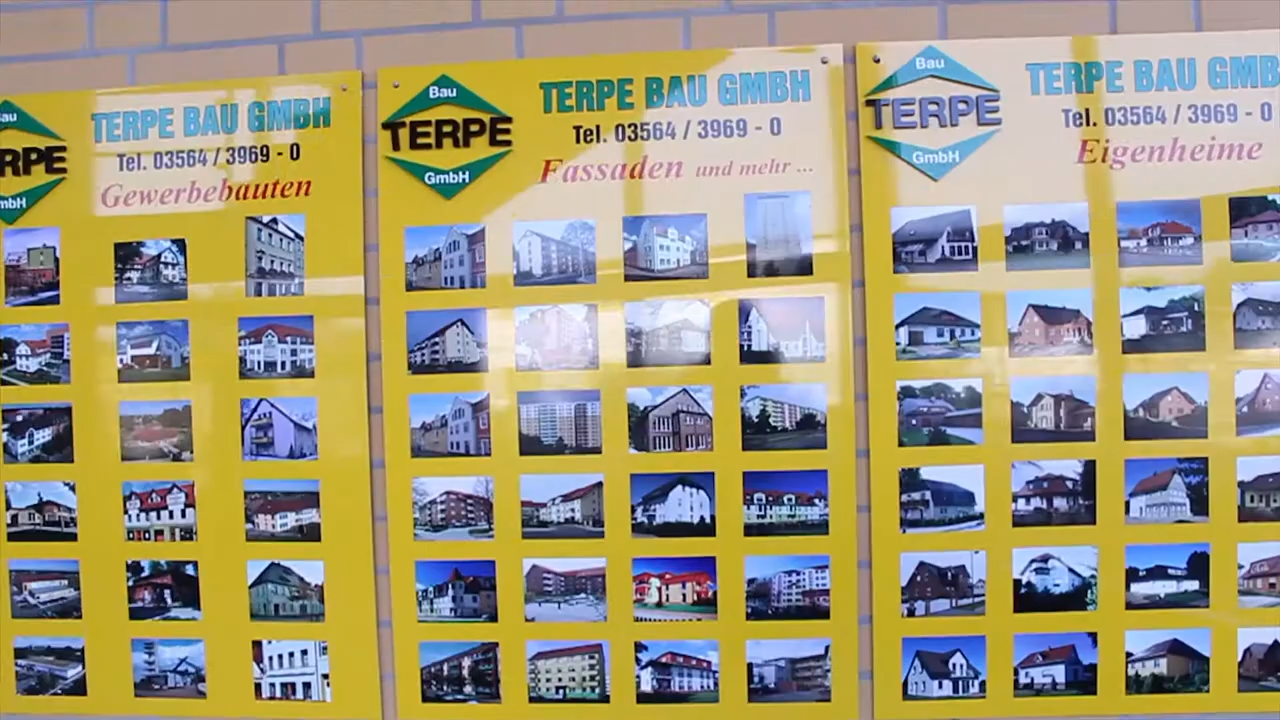 Bau
TERPE
GmbH
TERPE BAU GMBH
Tel. 03564 / 3969 - 0
Gewerbebauten
Bau
TERPE
GmbH
TERPE BAU GMBH
Tel. 03564 / 3969 - 0
Fassaden und mehr ...
Bau
TERPE
GmbH
TERPE BAU GMB
Tel. 03564 / 3969 - 0
Eigenheime